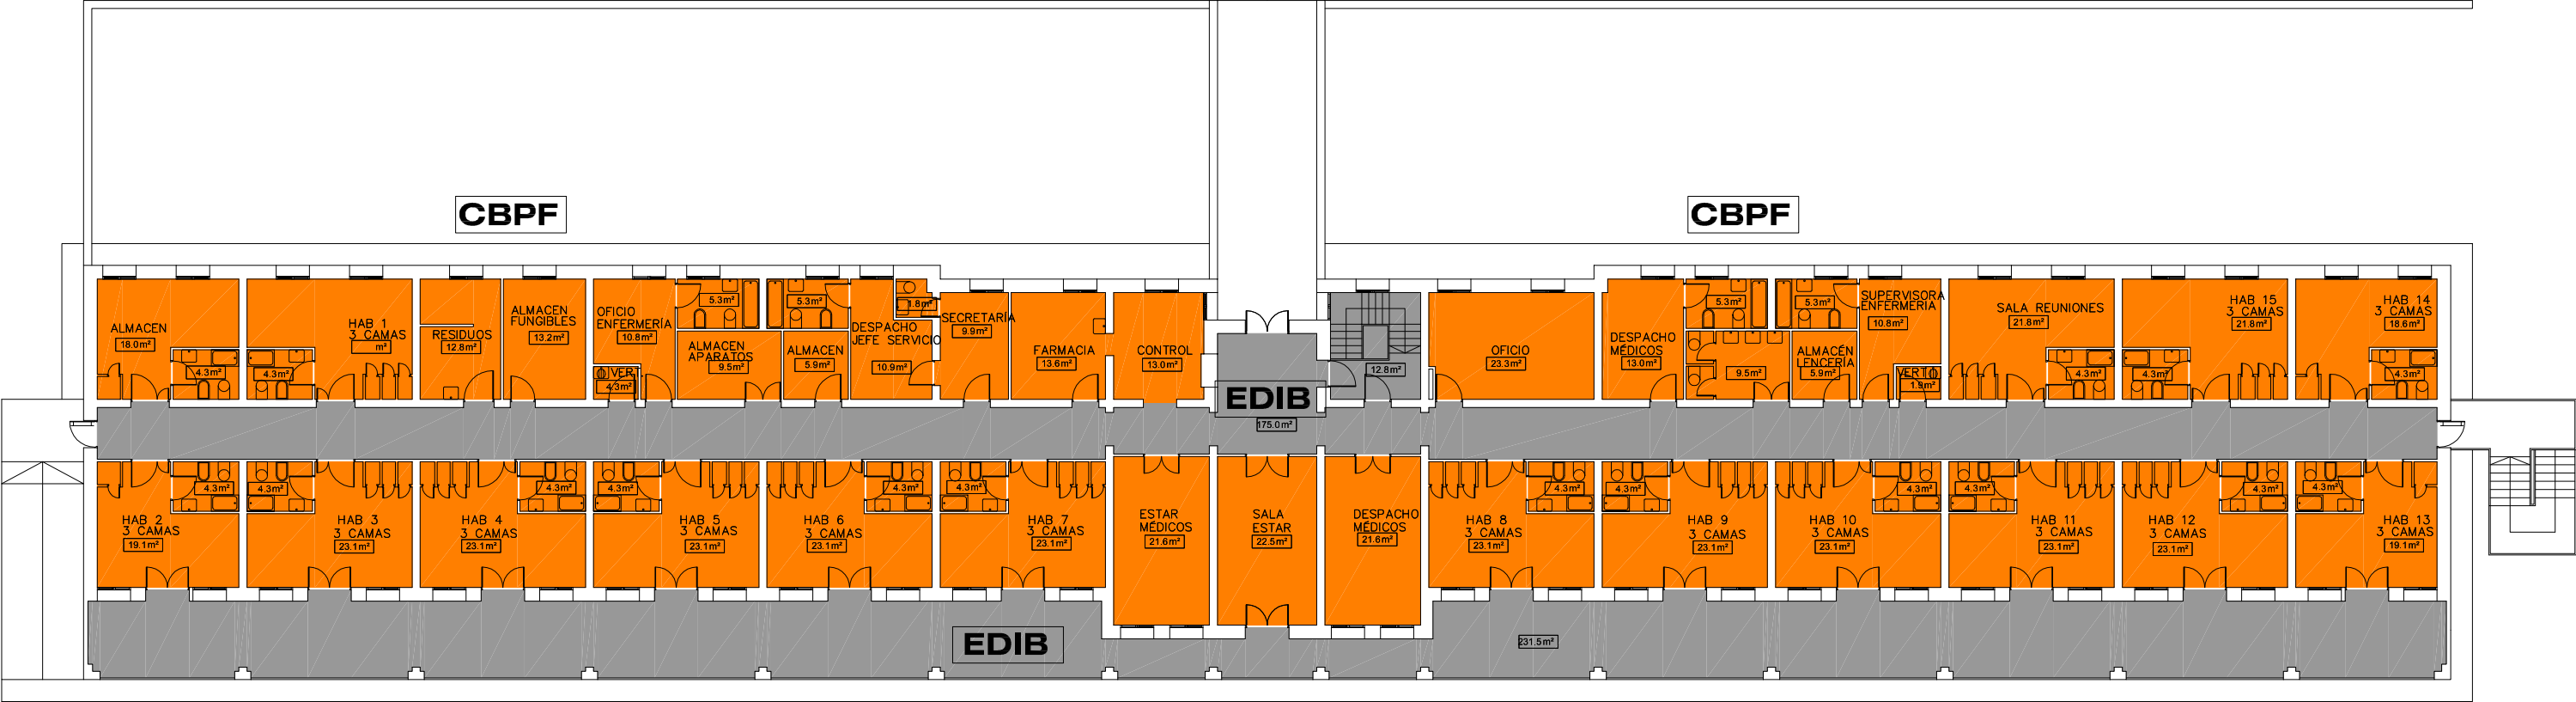 CBPF
CBPF
ALMACEN
18.0m²
4.3m²
4.3m²
HAB 1
3 CAMAS
m²
RESIDUOS
12.8m²
ALMACEN
FUNGIBLES
13.2m²
OFICIO
ENFERMERÍA
10.8m²
VERT
4.3m²
5.3m²
ALMACEN
APARATOS
9.5m²
5.3m²
ALMACEN
5.9m²
DESPACHO
JEFE SERVICIO
10.9m²
1.8m²
SECRETARÍA
9.9m²
FARMACIA
13.6m²
CONTROL
13.0m²
EDIB
175.0m²
12.8m²
OFICIO
23.3m²
DESPACHO
MÉDICOS
13.0m²
5.3m²
9.5m²
5.3m²
ALMACÉN
LENCERÍA
5.9m²
SUPERVISORA
ENFERMERIA
10.8m²
VERT
1.9m²
SALA REUNIONES
21.8m²
4.3m²
4.3m²
HAB 15
3 CAMAS
21.8m²
HAB 14
3 CAMAS
18.6m²
4.3m²
HAB 2
3 CAMAS
19.1m²
4.3m²
4.3m²
HAB 3
3 CAMAS
23.1m²
HAB 4
3 CAMAS
23.1m²
4.3m²
4.3m²
HAB 5
3 CAMAS
23.1m²
HAB 6
3 CAMAS
23.1m²
4.3m²
4.3m²
HAB 7
3 CAMAS
23.1m²
ESTAR
MÉDICOS
21.6m²
SALA
ESTAR
22.5m²
DESPACHO
MÉDICOS
21.6m²
HAB 8
3 CAMAS
23.1m²
4.3m²
4.3m²
HAB 9
3 CAMAS
23.1m²
HAB 10
3 CAMAS
23.1m²
4.3m²
4.3m²
HAB 11
3 CAMAS
23.1m²
HAB 12
3 CAMAS
23.1m²
4.3m²
4.3m²
HAB 13
3 CAMAS
19.1m²
EDIB
231.5m²